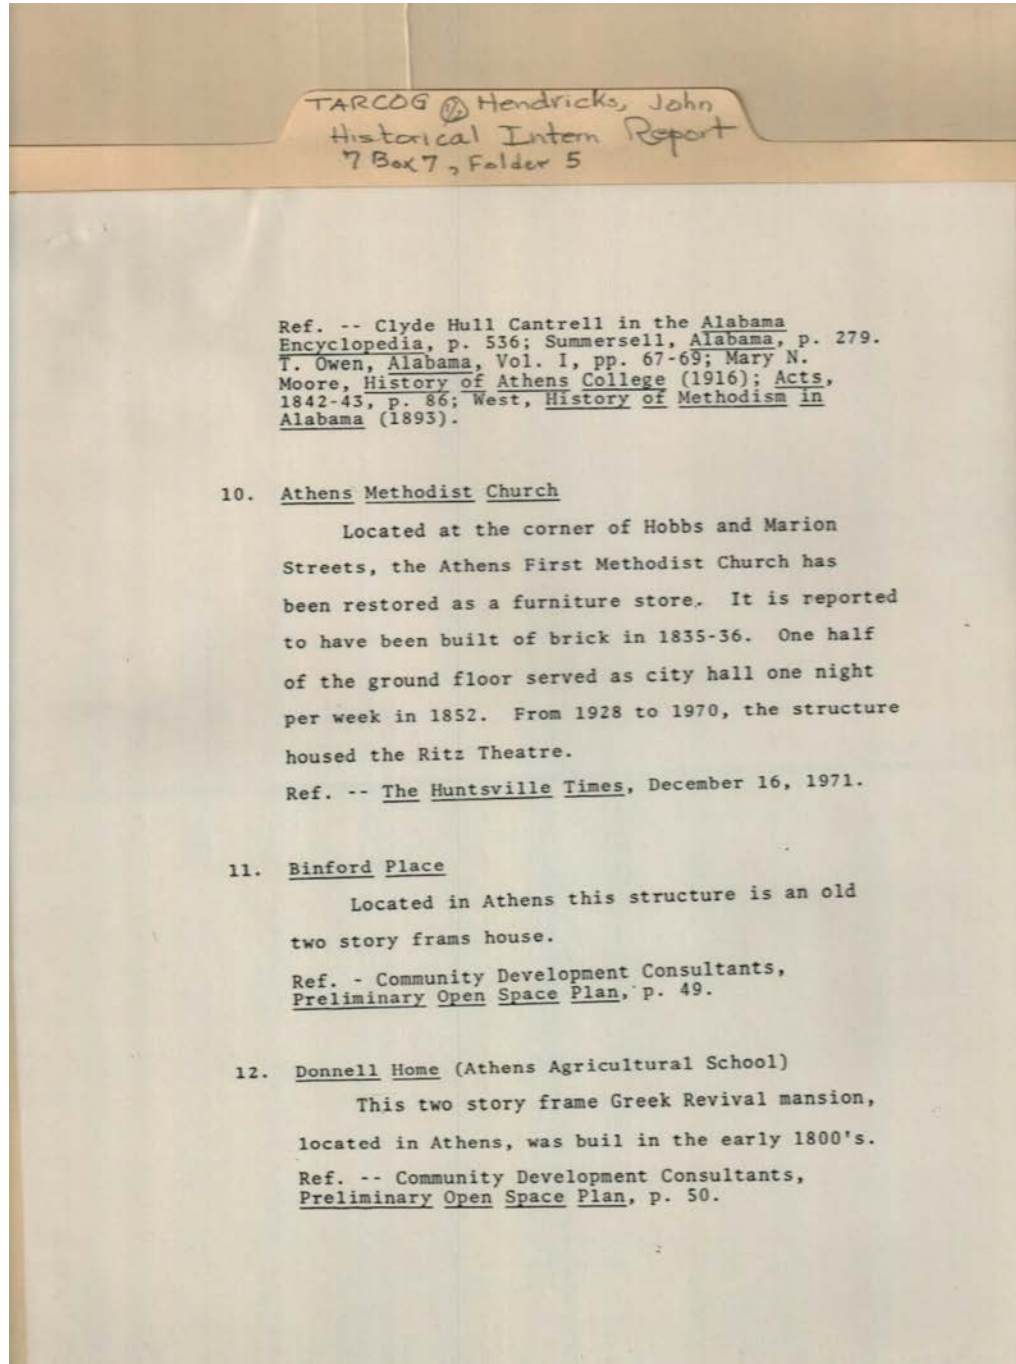 TARCOG 1/2 Hendricks, John
Historical Intern Report
7 Box 7, Folder 5
Ref. -- Clyde Hull Cantrell in the Alabama
Encyclopedia, p. 536; Summersell, Alabama, p. 279.
T. Owen, Alabama, Vol. I, pp. 67-69; Mary N.
Moore, History of Athens College (1916); Acts,
1842-43, p. 86; West, History of Methodism in
Alabama (1893).
10. Athens Methodist Church
Located at the corner of Hobbs and Marion
Streets, the Athens First Methodist Church has
been restored as a furniture store. It is reported
to have been built of brick in 1835-36. One half
of the ground floor served as city hall one night
per week in 1852. From 1928 to 1970, the structure
housed the Ritz Theatre.
Ref. -- The Huntsville Times, December 16, 1971.
11. Binford Place
Located in Athens this structure is an old
two story frams house.
Ref. - Community Development Consultants,
Preliminary Open Space Plan, p. 49.
12. Donnell Home (Athens Agricultural School)
This two story frame Greek Revival mansion,
located in Athens, was buil in the early 1800's.
Ref. -- Community Development Consultants,
Preliminary Open Space Plan, p. 50.